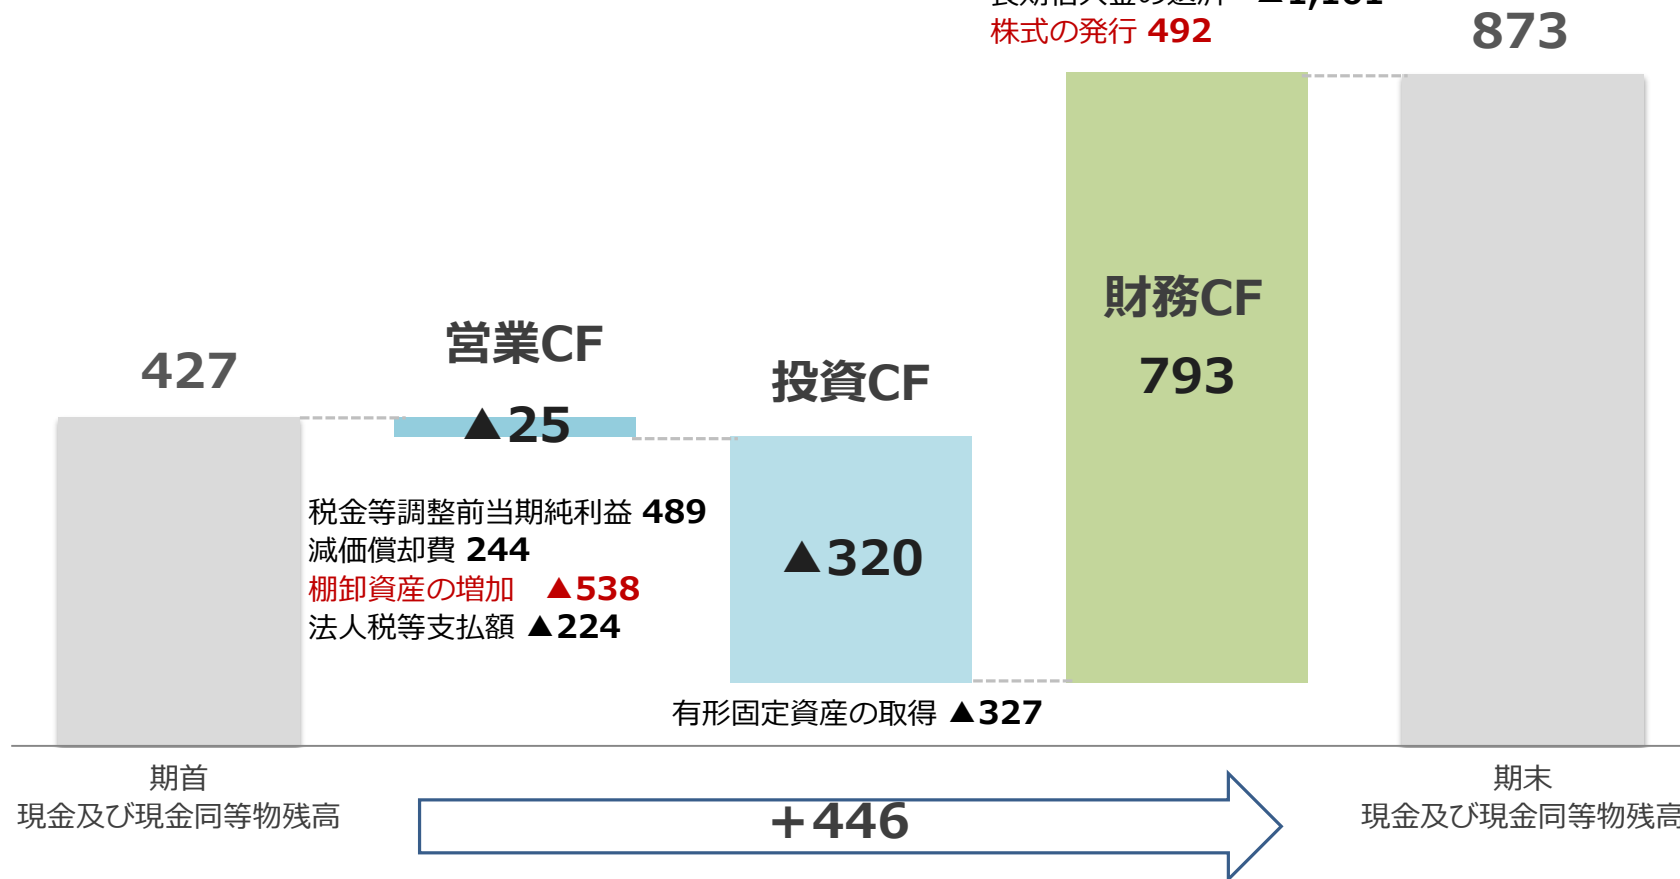 株式の発行 492
873
財務CF
793
営業CF
▲25
427
投資CF
▲320
税金等調整前当期純利益 489
減価償却費 244
棚卸資産の増加　▲538
法人税等支払額 ▲224
有形固定資産の取得 ▲327
期首
現金及び現金同等物残高
＋446
期末
現金及び現金同等物残高